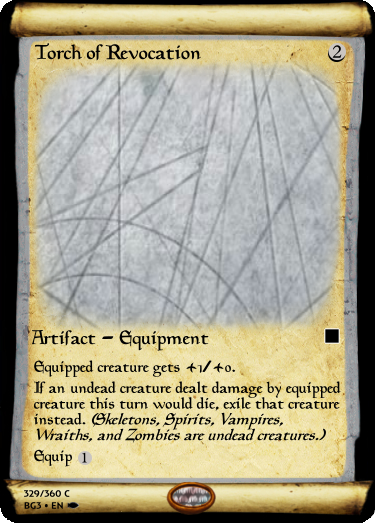 Torch of Revocation 2
Artifact – Equipment
Equipped creature gets +1/+0.
If an undead creature dealt damage by equipped
creature this turn would die, exile that creature
instead. (Skeletons, Spirits, Vampires,
Wraiths, and Zombies are undead creatures.)
Equip 1
329/360 C
BG3 • EN